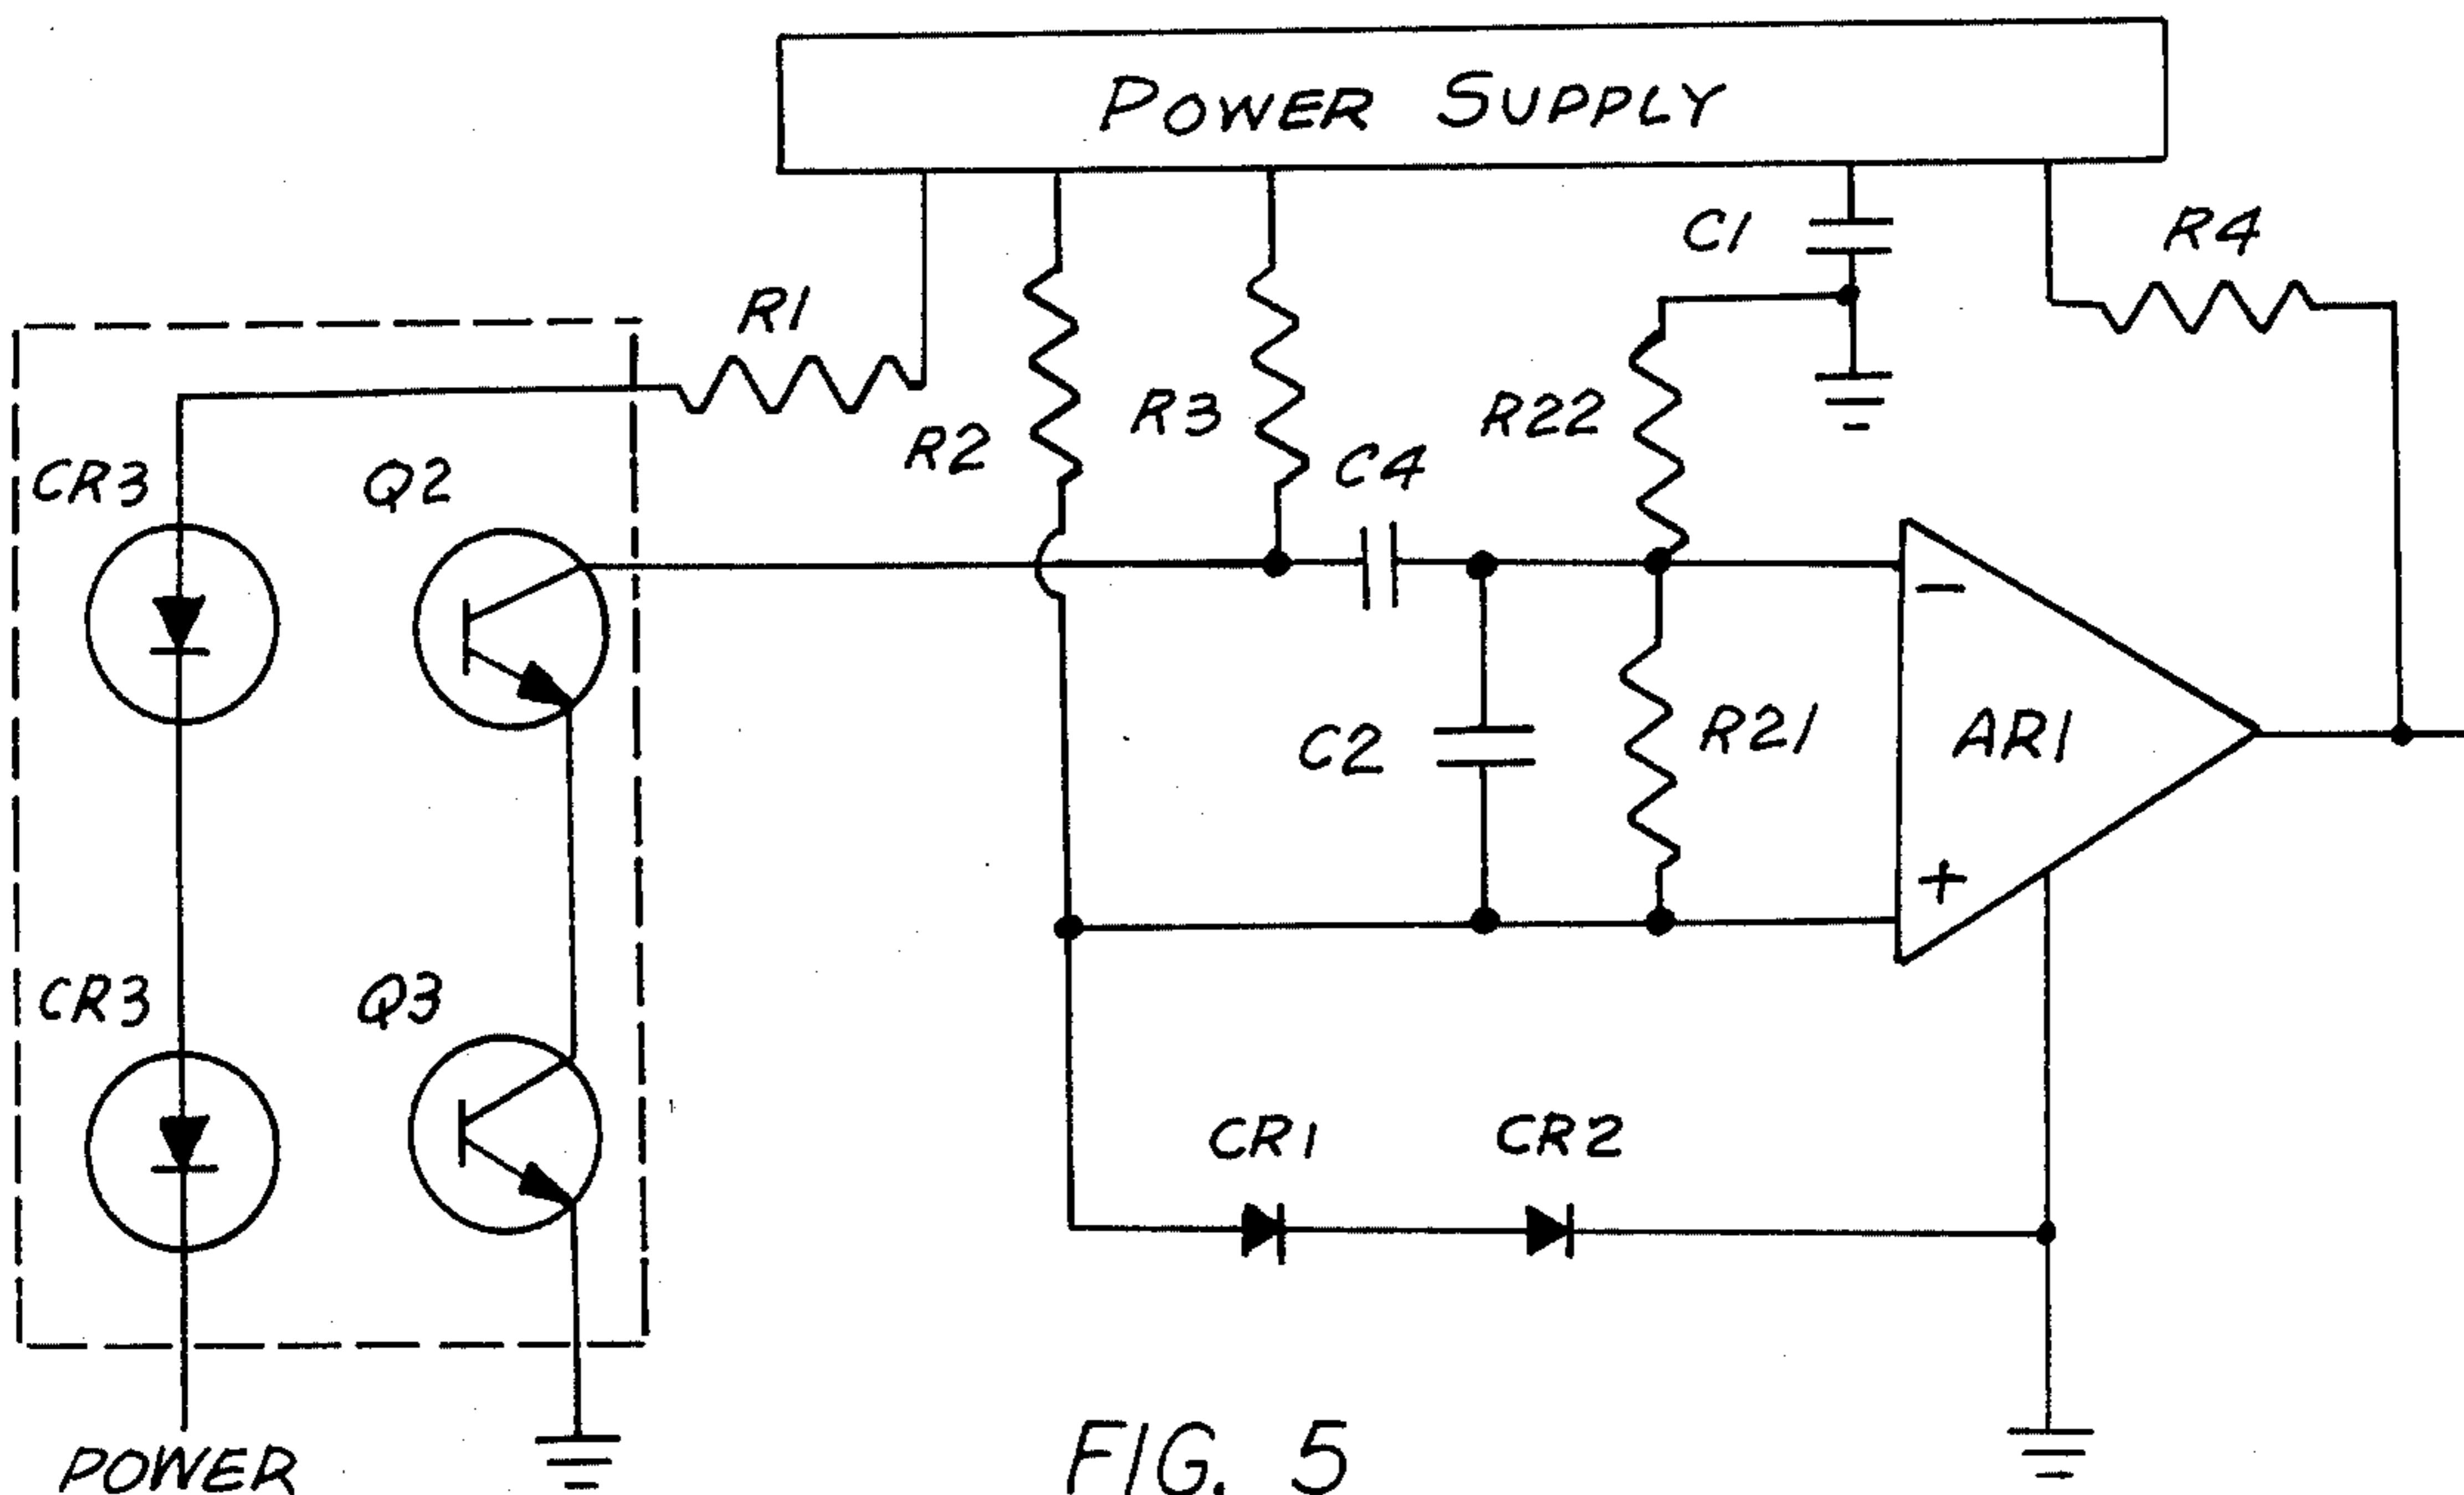 POWER SUPPLY
C1
R4
R1
R2
R3
R22
C4
CR3
Q2
-
C2
R21
AR1
+
CR3
Q3
CR1
CR2
POWER
FIG. 5